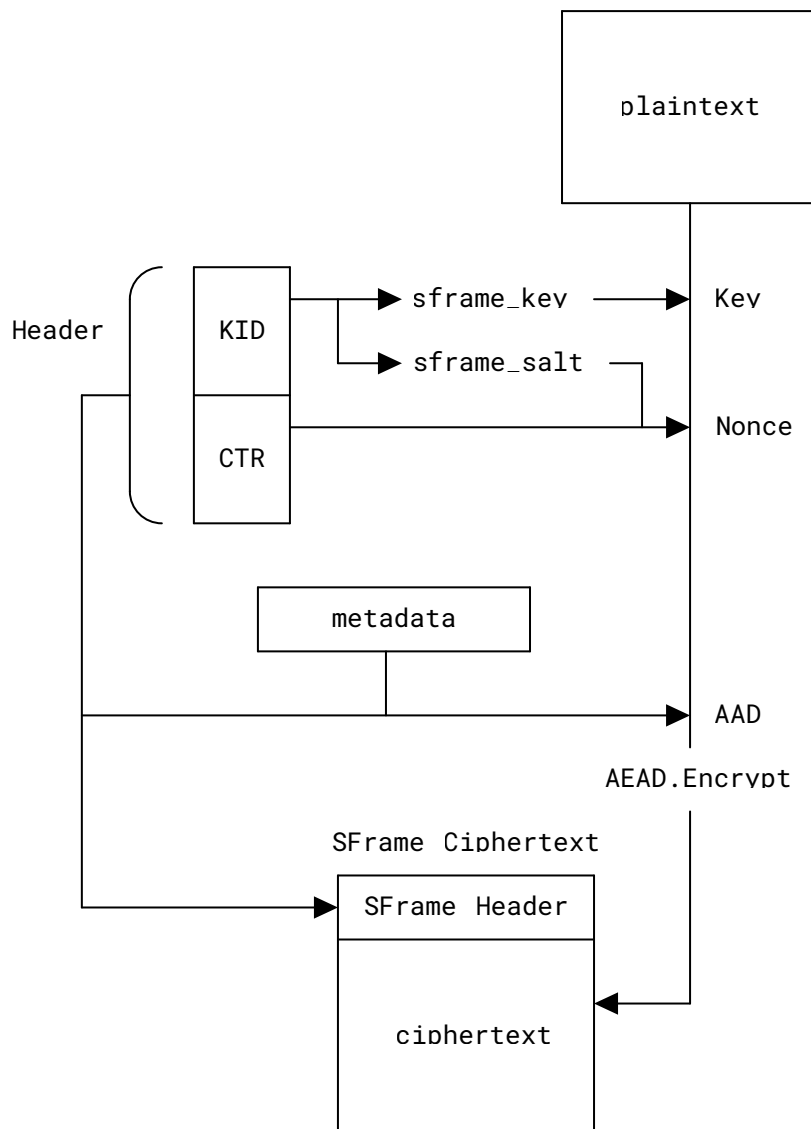 plaintext
sframe_key
Key
Header
KID
sframe_salt
Nonce
CTR
metadata
AAD
AEAD.Encrypt
SFrame Ciphertext
SFrame Header
ciphertext